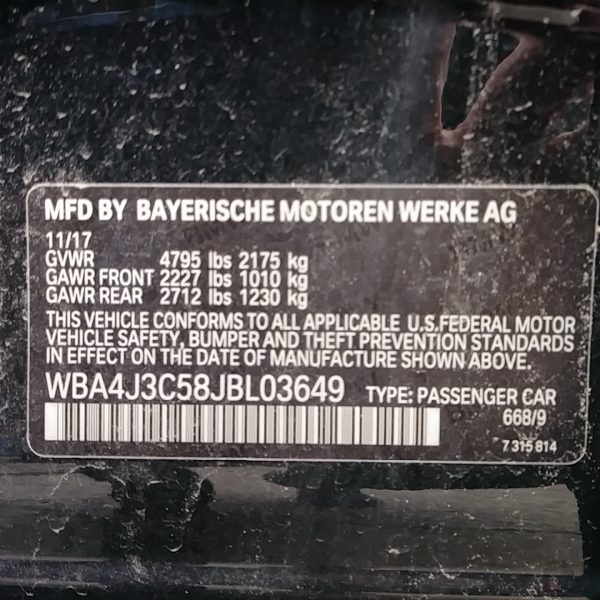 MFD BY BAYERISCHE MOTOREN WERKE AG
11/17
GVWR 4795 lbs 2175 kg
GAWR FRONT 2227 lbs 1010 kg
GAWR REAR 2712 lbs 1230 kg
THIS VEHICLE CONFORMS TO ALL APPLICABLE U.S.FEDERAL MOTOR
VEHICLE SAFETY, BUMPER AND THEFT PREVENTION STANDARDS
IN EFFECT ON THE DATE OF MANUFACTURE SHOWN ABOVE.
WBA4J3C58JBL03649 TYPE: PASSENGER CAR
668/9
7 315 814